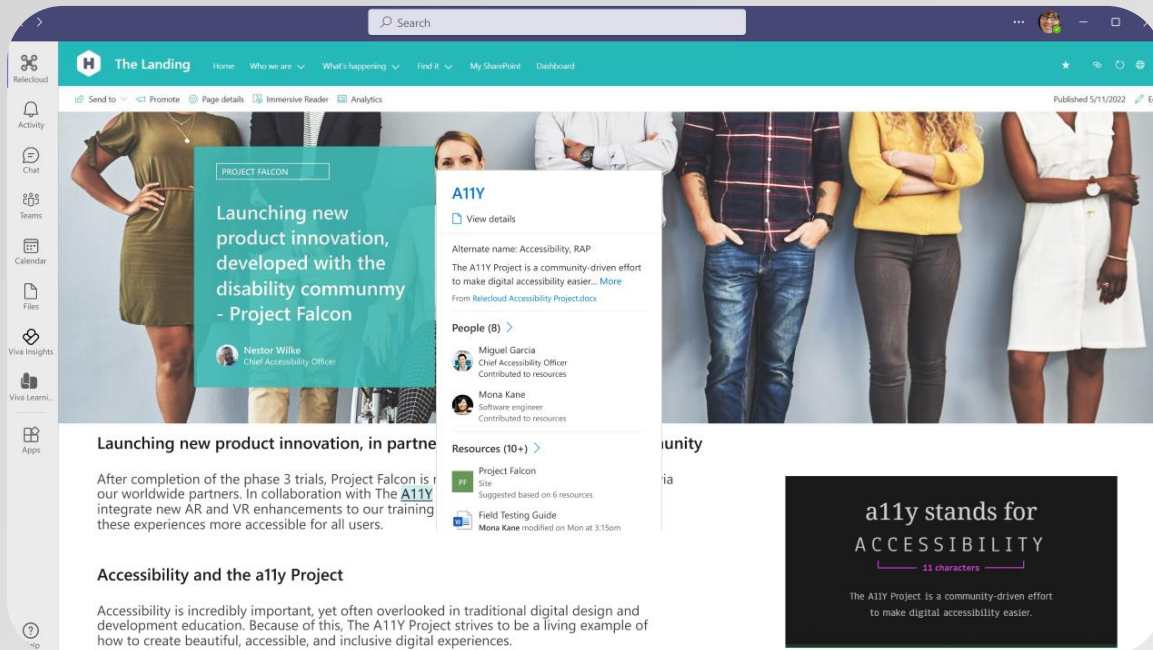 Search
...
Relecloud
Activity
Chat
Teams
Calendar
Files
Viva Insights
Viva Learni...
Apps
H
The Landing
Home
Who we are
What's happening
Find it
My SharePoint
Dashboard
Send to
Promote
Page details
Immersive Reader
Analytics
Published 5/11/2022
PROJECT FALCON
Launching new
product innovation,
developed with the
disability communmy
- Project Falcon
Nestor Wilke
Chief Accessibility Officer
A11Y
View details
Alternate name: Accessibility, RAP
The A11Y Project is a community-driven effort
to make digital accessibility easier... More
From Relecloud Accessibility Project.docx
People (8)
Miguel Garcia
Chief Accessibility Officer
Contributed to resources
Mona Kane
Software engineer
Contributed to resources
Resources (10+)
PF
Project Falcon
Site
Suggested based on 6 resources
W
Field Testing Guide
Mona Kane modified on Mon at 3:15pm
Launching new product innovation, in partne unity
After completion of the phase 3 trials, Project Falcon is r ia
our worldwide partners. In collaboration with The A11Y
integrate new AR and VR enhancements to our training
these experiences more accessible for all users.
Accessibility and the a11y Project
Accessibility is incredibly important, yet often overlooked in traditional digital design and
development education. Because of this, The A11Y Project strives to be a living example of
how to create beautiful, accessible, and inclusive digital experiences.
a11y stands for
ACCESSIBILITY
11 characters
The A11Y Project is a community-driven effort
to make digital accessibility easier.